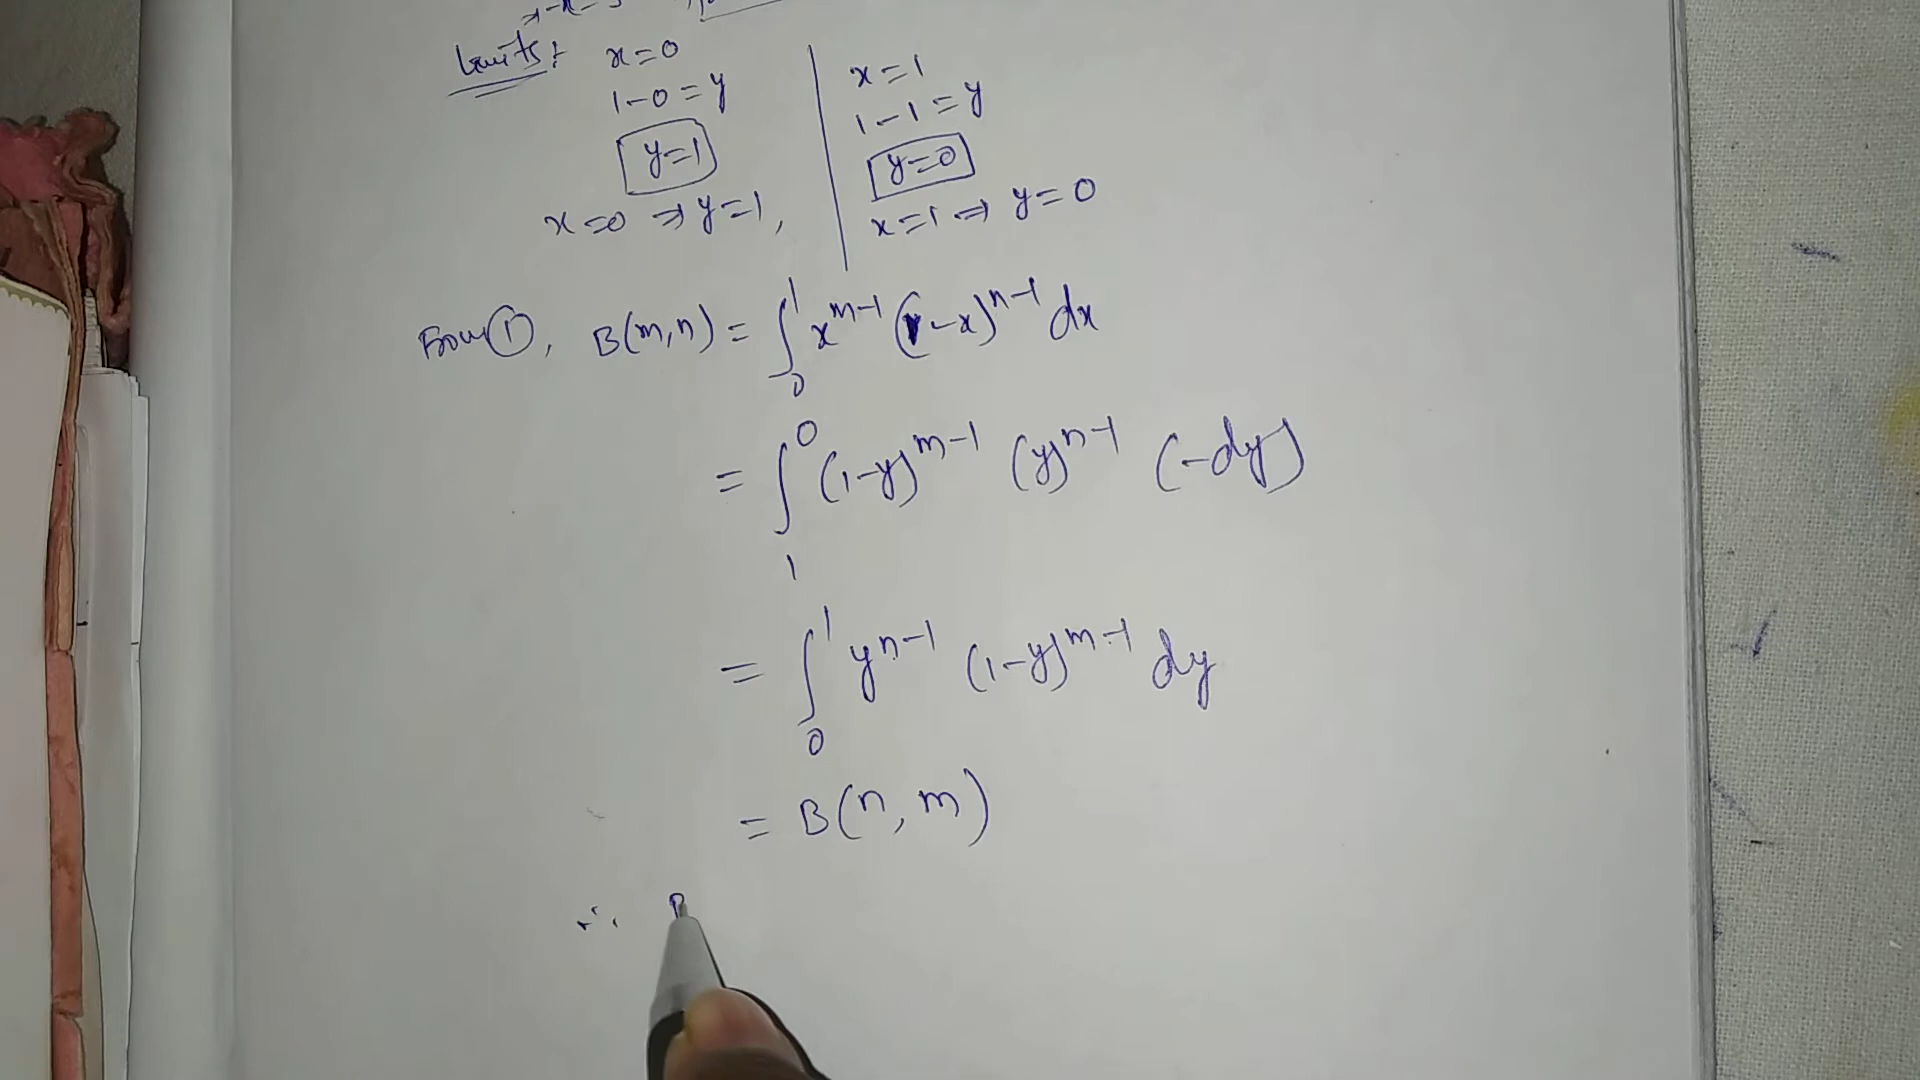 Limits:
x=0
1-0=y
y=1
x=0 ⇒ y=1,
x=1
1-1=y
y=0
x=1 ⇒ y=0
From ①, B(m,n) = ∫₀¹ x^{m-1} (1-x)^{n-1} dx
= ∫₁⁰ (1-y)^{m-1} (y)^{n-1} (-dy)
= ∫₀¹ y^{n-1} (1-y)^{m-1} dy
= B(n, m)
∴